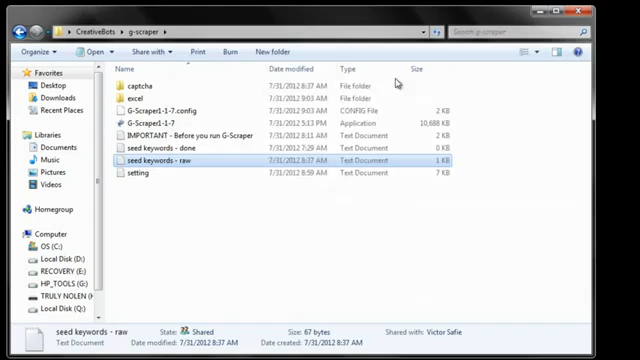 CreativeBots ▸ g-scraper ▸
Search g-scraper
Organize Open Share with Print Burn New folder
Name Date modified Type Size
Favorites
Desktop
Downloads
Recent Places
Libraries
Documents
Music
Pictures
Videos
Homegroup
Computer
OS (C:)
Local Disk (D:)
RECOVERY (E:)
HP_TOOLS (G:)
TRULY NOLEN (H
Local Disk (Q:)
captcha 7/31/2012 8:37 AM File folder
excel 7/31/2012 9:03 AM File folder
G-Scraper1-1-7.config 7/31/2012 9:03 AM CONFIG File 2 KB
G-Scraper1-1-7 7/31/2012 5:13 PM Application 10,688 KB
IMPORTANT - Before you run G-Scraper 7/31/2012 8:11 AM Text Document 2 KB
seed keywords - done 7/31/2012 7:29 AM Text Document 0 KB
seed keywords - raw 7/31/2012 8:37 AM Text Document 1 KB
setting 7/31/2012 8:59 AM Text Document 7 KB
seed keywords - raw State: Shared Size: 67 bytes Shared with: Victor Safie
Text Document Date modified: 7/31/2012 8:37 AM Date created: 7/31/2012 8:37 AM